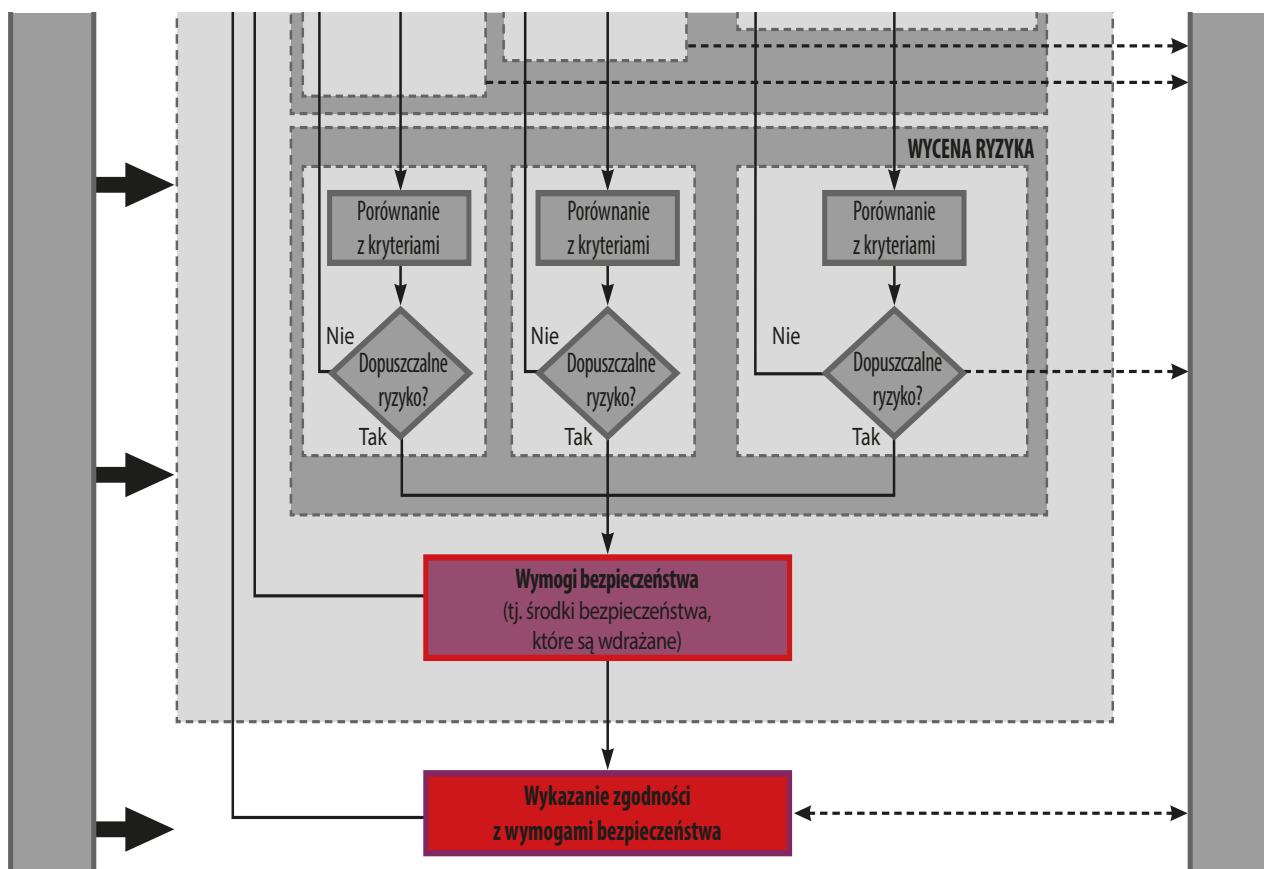 WYCENA RYZYKA
Porównanie
z kryteriami
Porównanie
z kryteriami
Porównanie
z kryteriami
Nie
Dopuszczalne
ryzyko?
Tak
Nie
Dopuszczalne
ryzyko?
Tak
Nie
Dopuszczalne
ryzyko?
Tak
Wymogi bezpieczeństwa
(tj. środki bezpieczeństwa,
które są wdrażane)
Wykazanie zgodności
z wymogami bezpieczeństwa